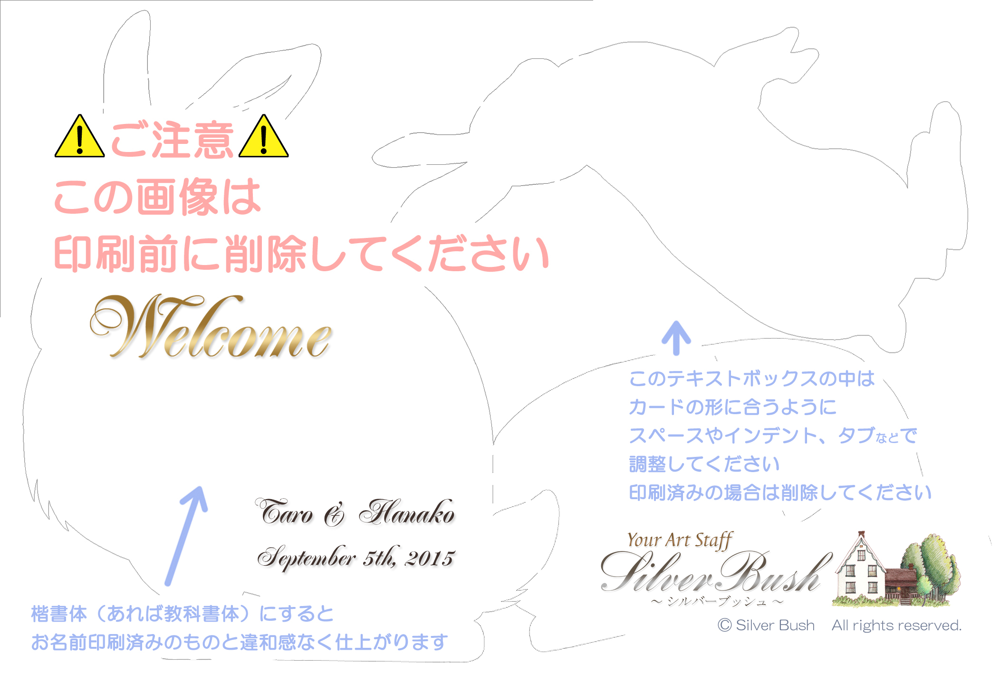 ご注意
この画像は
印刷前に削除してください
Welcome
このテキストボックスの中は
カードの形に合うように
スペースやインデント、タブなどで
調整してください
印刷済みの場合は削除してください
Taro & Hanako
September 5th, 2015
楷書体（あれば教科書体）にすると
お名前印刷済みのものと違和感なく仕上がります
Your Art Staff
Silver Bush
～シルバーブッシュ～
© Silver Bush All rights reserved.